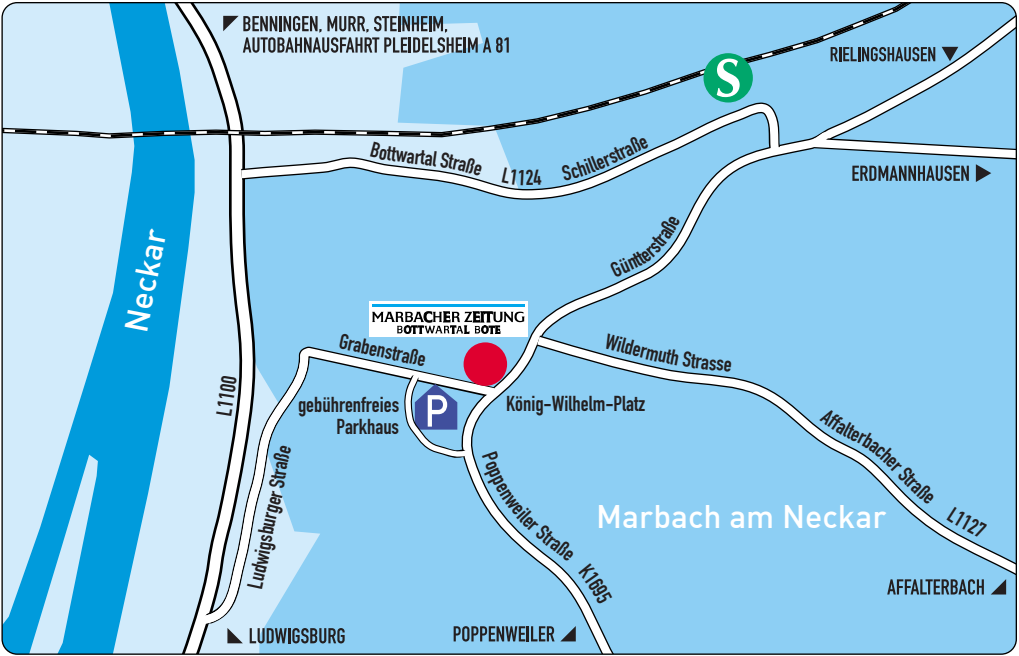 BENNINGEN, MURR, STEINHEIM,
AUTOBAHNAUSFAHRT PLEIDELSHEIM A 81
S
RIELINGSHAUSEN
Bottwartal Straße
L1124
Schillerstraße
ERDMANNHAUSEN
Neckar
Güntterstraße
MARBACHER ZEITUNG
BOTTWARTAL BOTE
Grabenstraße
Wildermuth Strasse
L1100
gebührenfreies
Parkhaus
P
König-Wilhelm-Platz
Affalterbacher Straße
L1127
Ludwigsburger Straße
Poppenweiler Straße
K1695
Marbach am Neckar
AFFALTERBACH
LUDWIGSBURG
POPPENWEILER